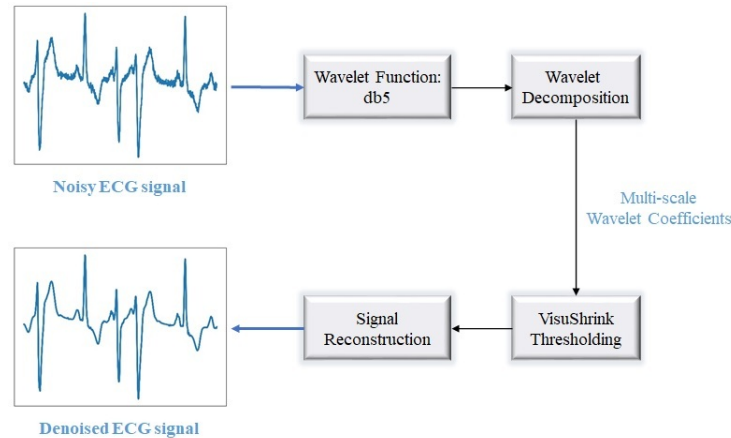 Noisy ECG signal
Wavelet Function:
db5
Wavelet
Decomposition
Multi-scale
Wavelet Coefficients
VisuShrink
Thresholding
Signal
Reconstruction
Denoised ECG signal